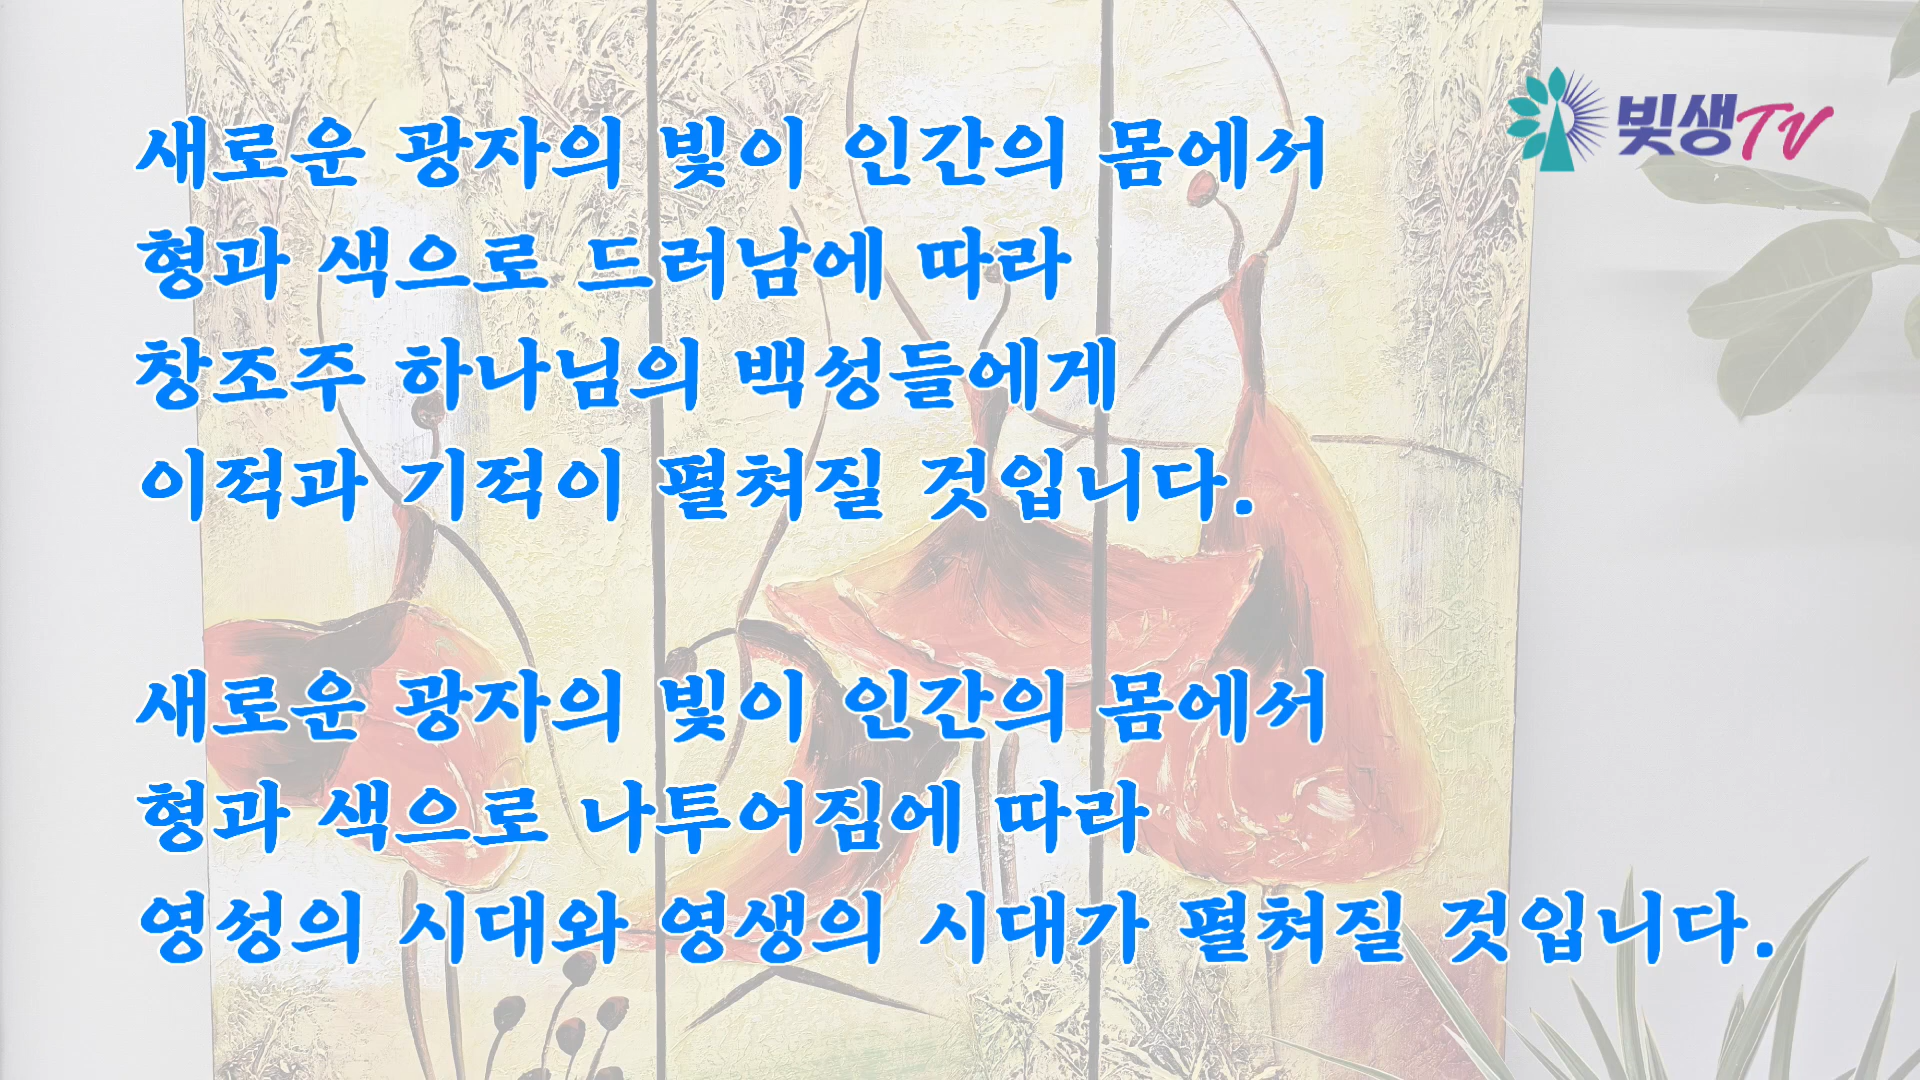 빛생TV
새로운 광자의 빛이 인간의 몸에서
형과 색으로 드러남에 따라
창조주 하나님의 백성들에게
이적과 기적이 펼쳐질 것입니다.
새로운 광자의 빛이 인간의 몸에서
형과 색으로 나투어짐에 따라
영성의 시대와 영생의 시대가 펼쳐질 것입니다.